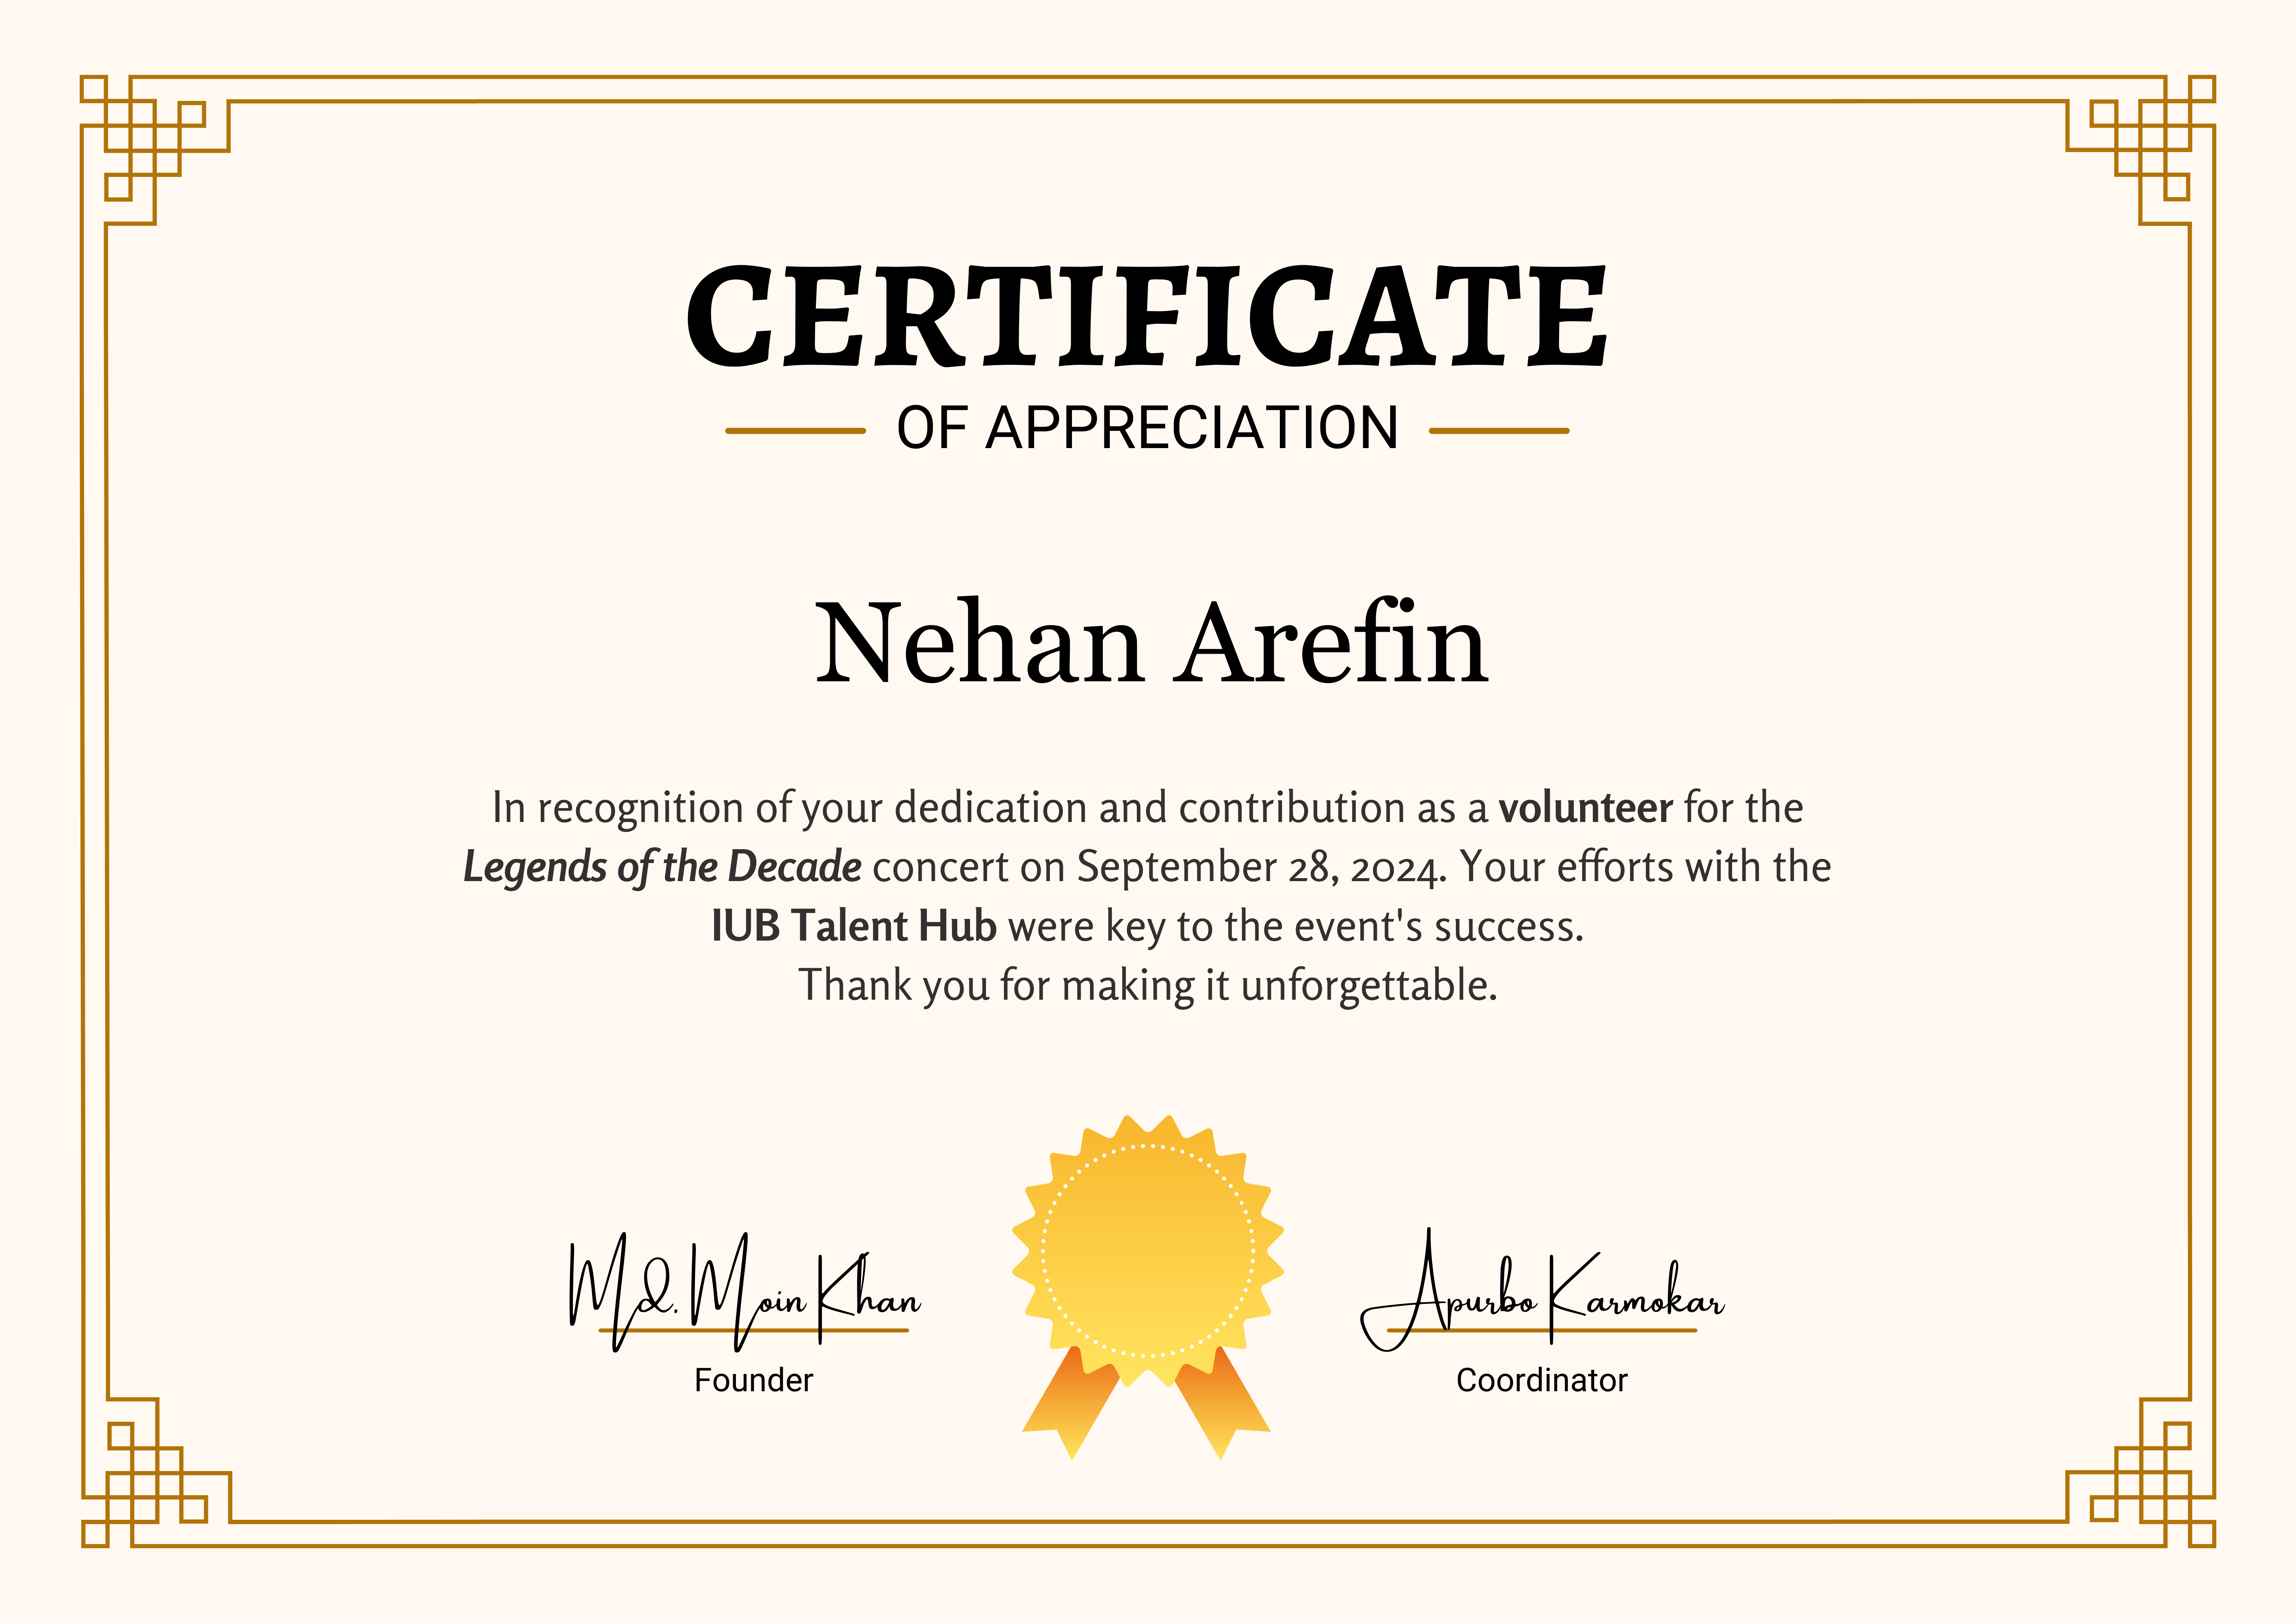 CERTIFICATE
OF APPRECIATION
Nehan Arefin
In recognition of your dedication and contribution as a volunteer for the
Legends of the Decade concert on September 28, 2024. Your efforts with the
IUB Talent Hub were key to the event's success.
Thank you for making it unforgettable.
Md. Moin Khan
Founder
Apurbo Karmokar
Coordinator